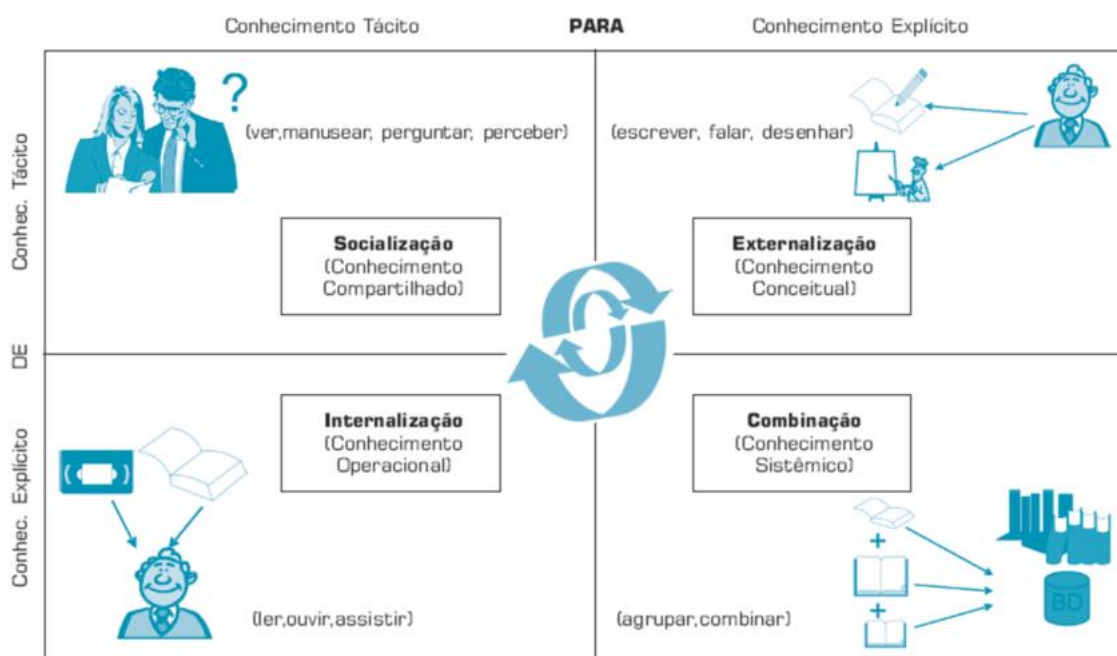 Conhecimento Tácito PARA Conhecimento Explícito
Conhec. Tácito
DE
Conhec. Explícito
?
(ver,manusear, perguntar, perceber)
(escrever, falar, desenhar)
Socialização
(Conhecimento
Compartilhado)
Externalização
(Conhecimento
Conceitual)
Internalização
(Conhecimento
Operacional)
Combinação
(Conhecimento
Sistêmico)
+
+
BD
(ler,ouvir,assistir)
(agrupar,combinar)